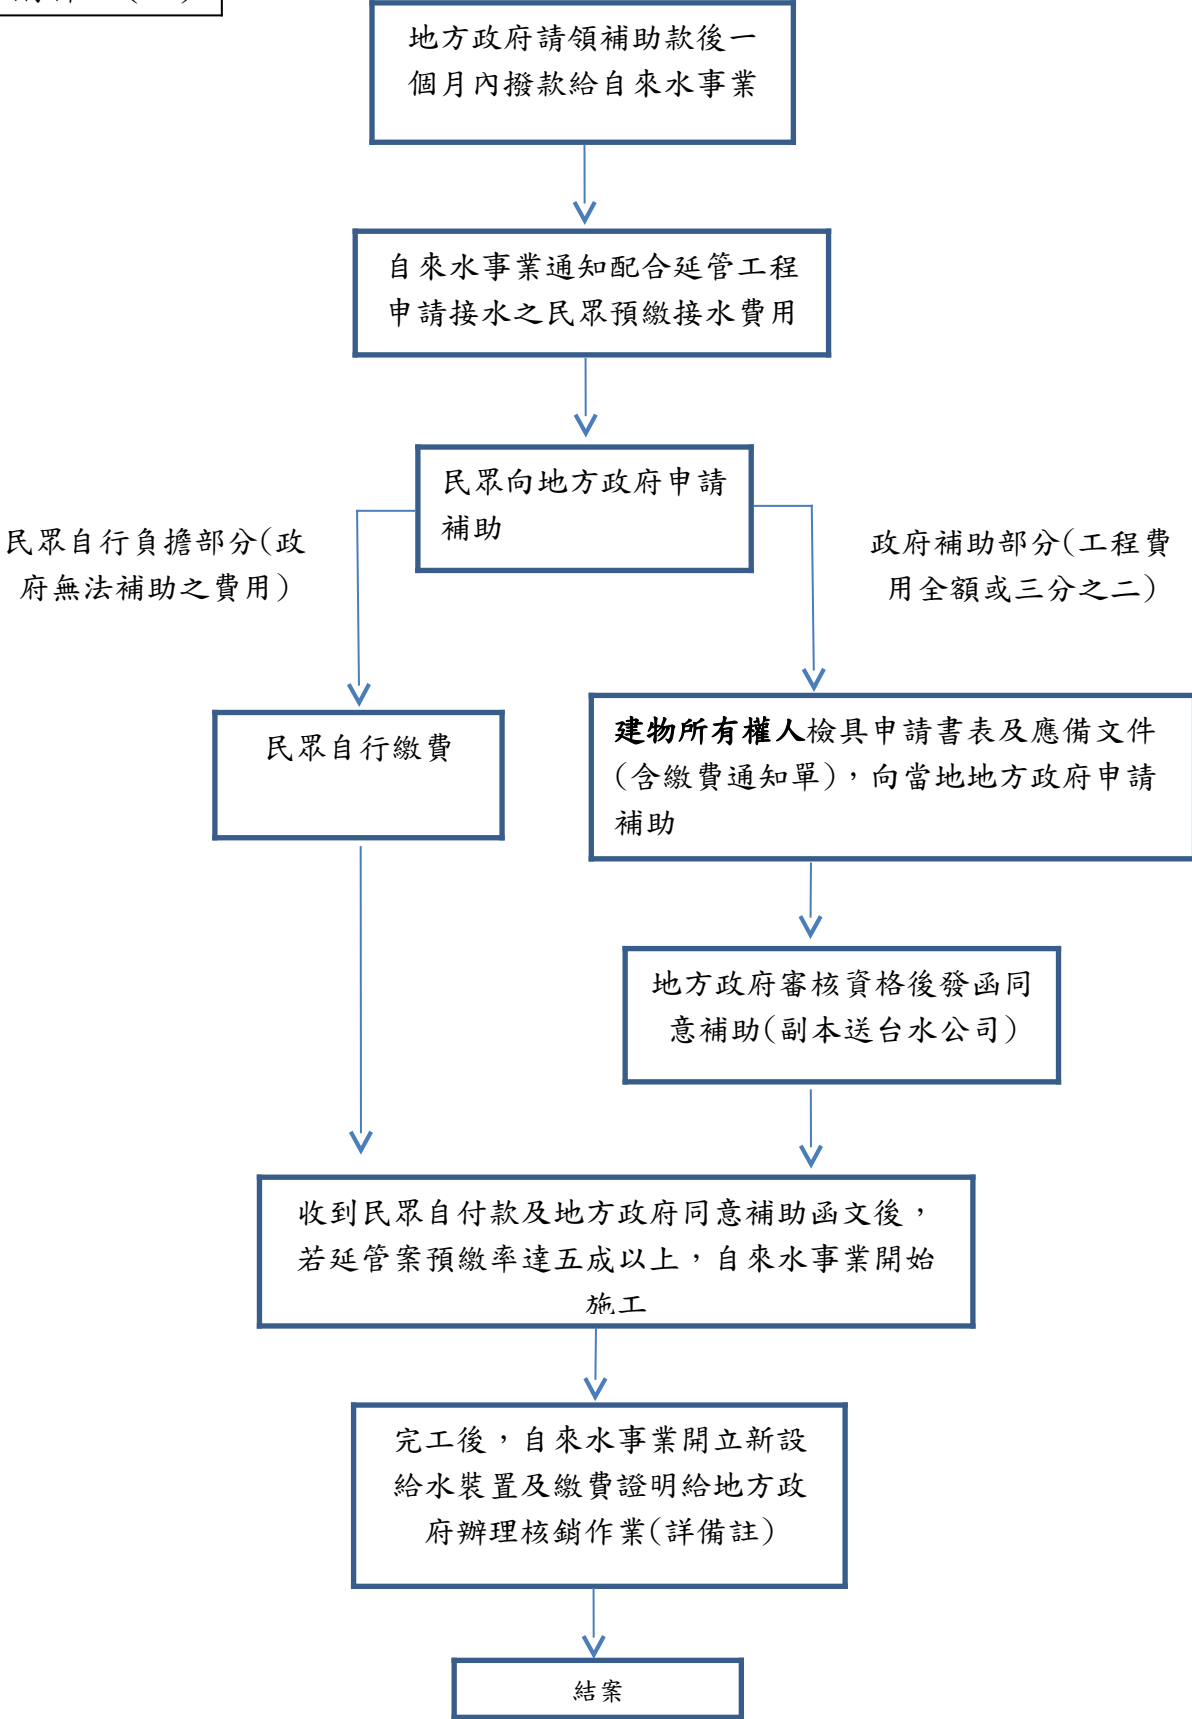 地方政府請領補助款後一
個月內撥款給自來水事業
自來水事業通知配合延管工程
申請接水之民眾預繳接水費用
民眾向地方政府申請
補助
民眾自行負擔部分(政
府無法補助之費用)
政府補助部分(工程費
用全額或三分之二)
民眾自行繳費
建物所有權人檢具申請書表及應備文件
(含繳費通知單)，向當地地方政府申請
補助
地方政府審核資格後發函同
意補助(副本送台水公司)
收到民眾自付款及地方政府同意補助函文後，
若延管案預繳率達五成以上，自來水事業開始
施工
完工後，自來水事業開立新設
給水裝置及繳費證明給地方政
府辦理核銷作業(詳備註)
結案